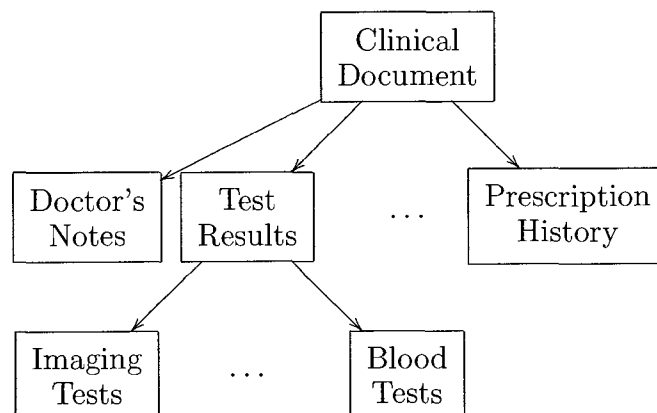 Clinical
Document
Doctor's
Notes
Test
Results
...
Prescription
History
Imaging
Tests
...
Blood
Tests